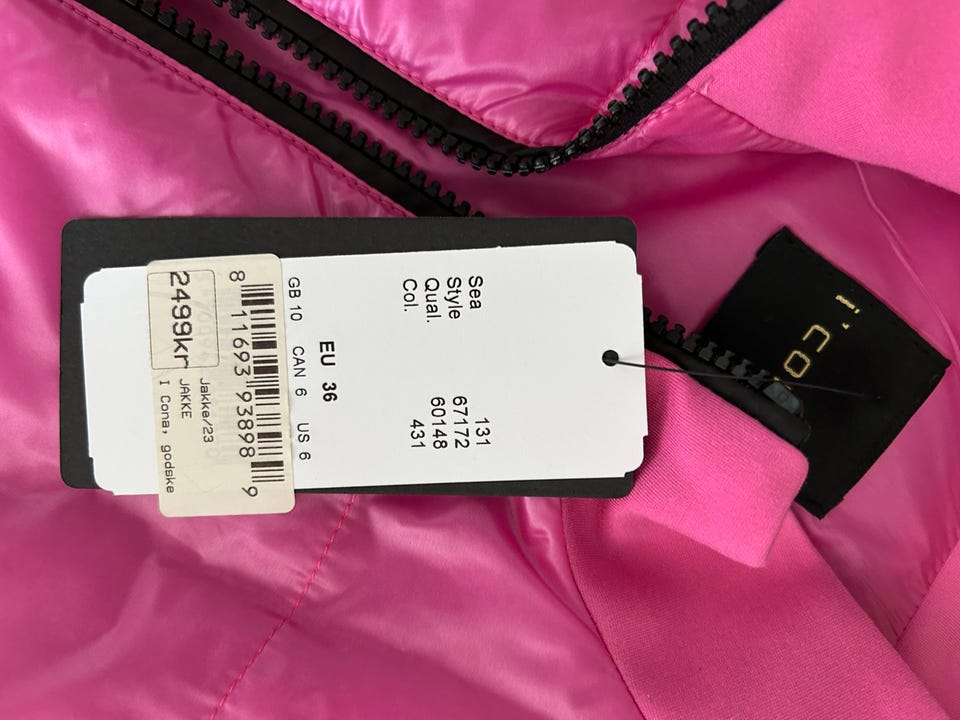 Sea 131
Style 67172
Qual. 60148
Col. 431
EU 36
GB 10 CAN 6 US 6
8 11693 93898 9
Jakke/23
2499kr
JAKKE
I Cona, godske
I'CO